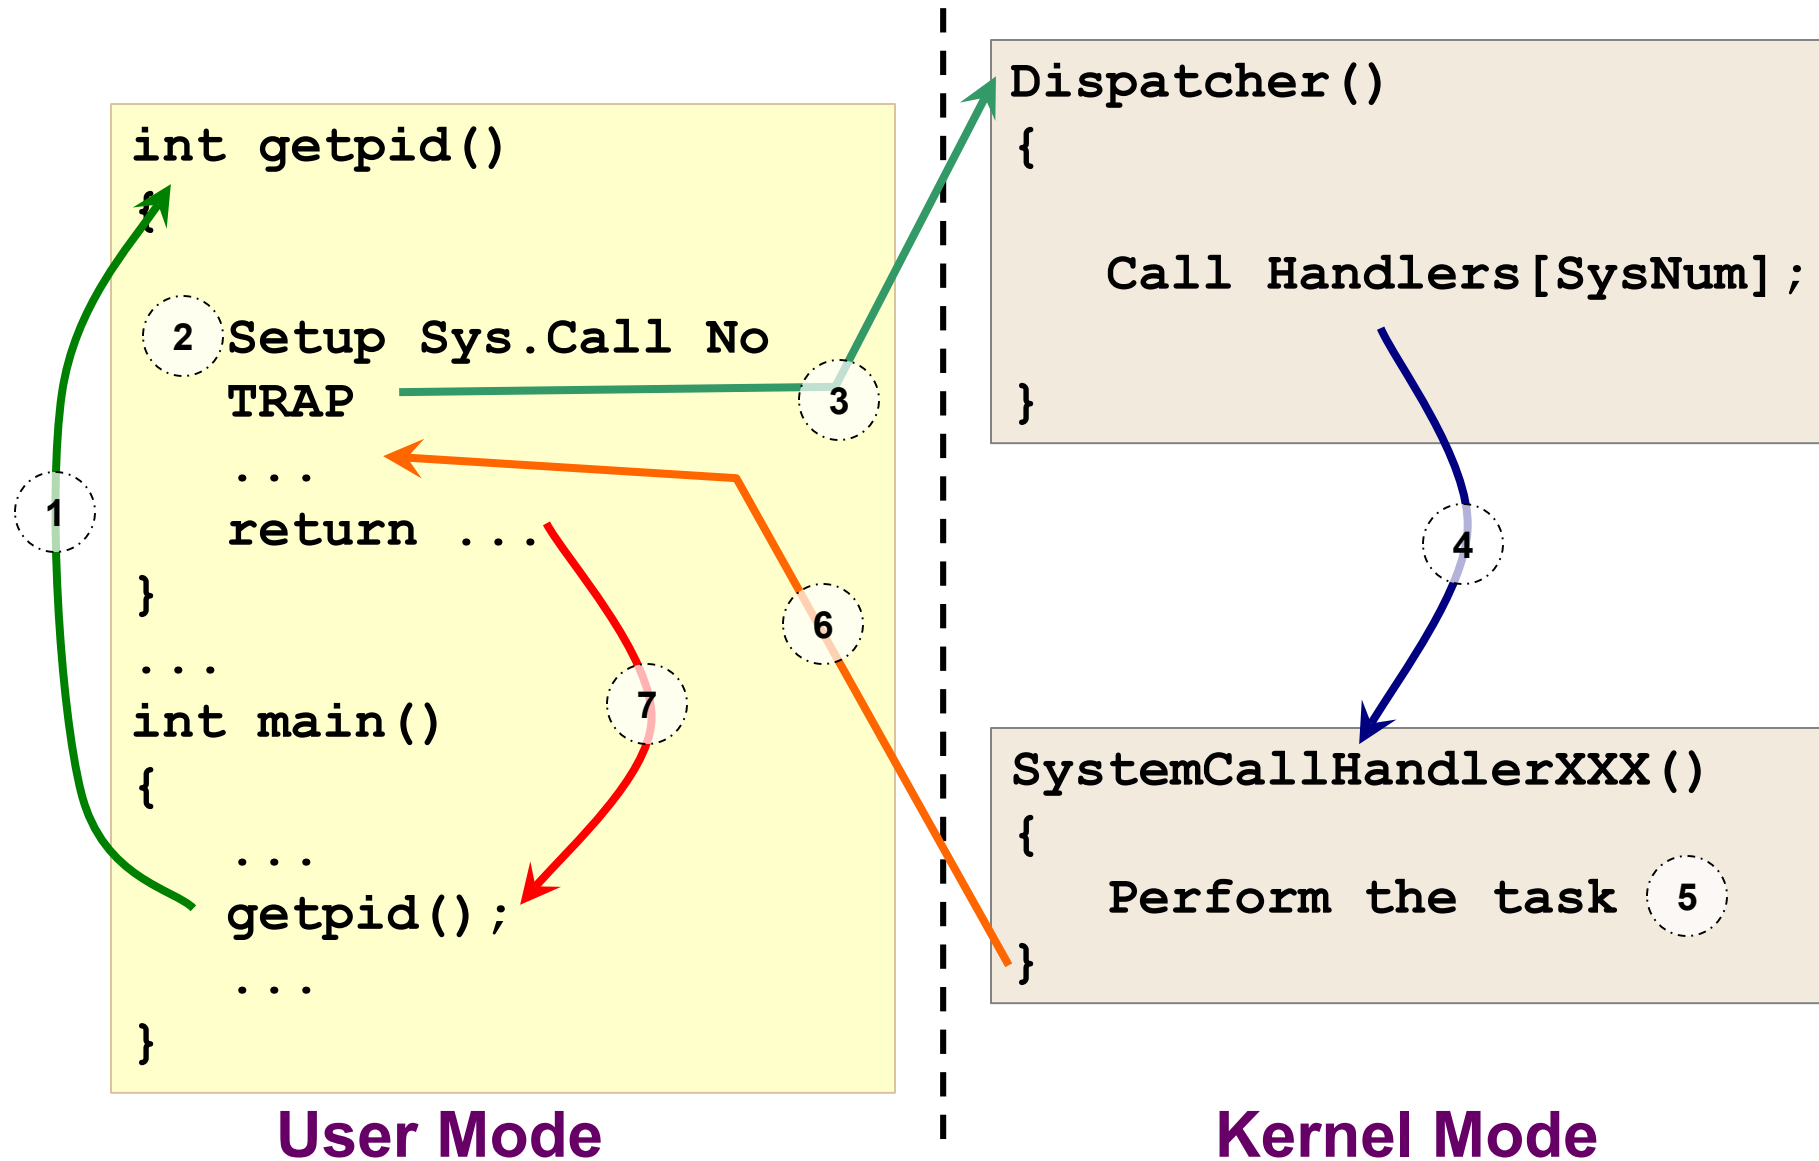 int getpid()
{
2 Setup Sys.Call No
TRAP
3
...
return ...
}
...
int main()
{
...
getpid();
...
}
1
6
7
User Mode
Dispatcher()
{
Call Handlers[SysNum];
}
4
SystemCallHandlerXXX()
{
Perform the task 5
}
Kernel Mode